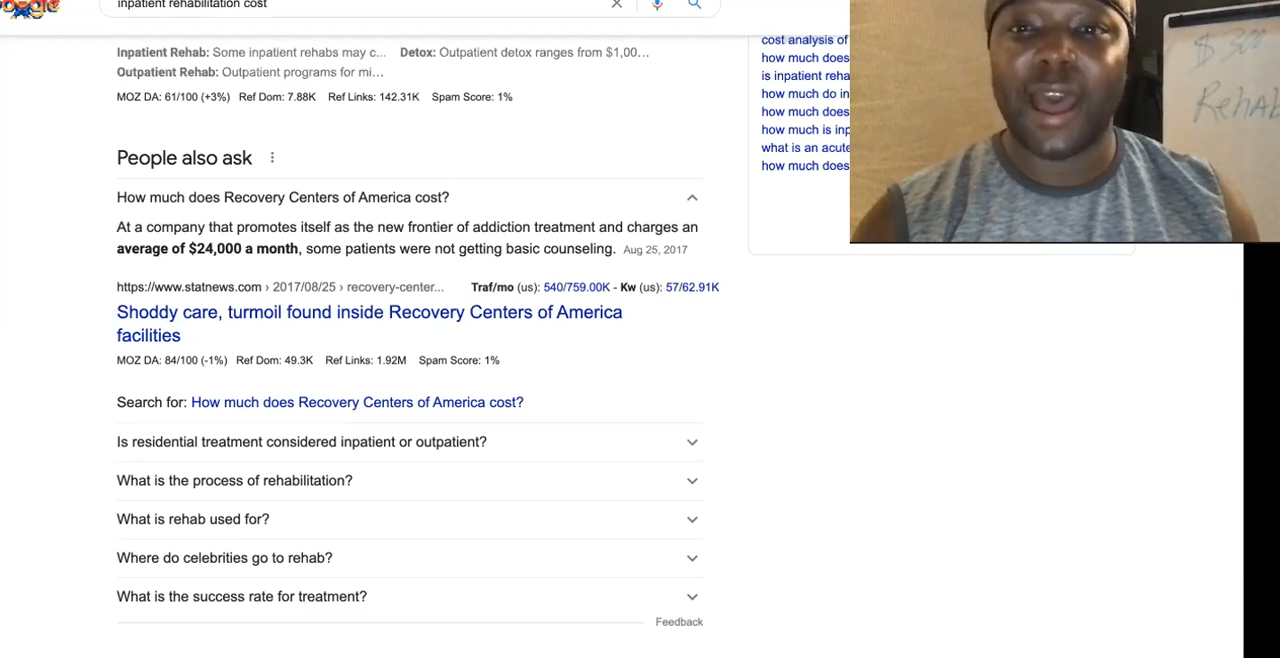 inpatient rehabilitation cost
Inpatient Rehab: Some inpatient rehabs may c... Detox: Outpatient detox ranges from $1,00...
Outpatient Rehab: Outpatient programs for mi...
MOZ DA: 61/100 (+3%) Ref Dom: 7.88K Ref Links: 142.31K Spam Score: 1%
People also ask
How much does Recovery Centers of America cost?
At a company that promotes itself as the new frontier of addiction treatment and charges an
average of $24,000 a month, some patients were not getting basic counseling. Aug 25, 2017
https://www.statnews.com › 2017/08/25 › recovery-center... Traf/mo (us): 540/759.00K - Kw (us): 57/62.91K
Shoddy care, turmoil found inside Recovery Centers of America
facilities
MOZ DA: 84/100 (-1%) Ref Dom: 49.3K Ref Links: 1.92M Spam Score: 1%
Search for: How much does Recovery Centers of America cost?
Is residential treatment considered inpatient or outpatient?
What is the process of rehabilitation?
What is rehab used for?
Where do celebrities go to rehab?
What is the success rate for treatment?
Feedback
cost analysis of
how much does
is inpatient reha
how much do in
how much does
how much is inp
what is an acute
how much does
$300
Rehab